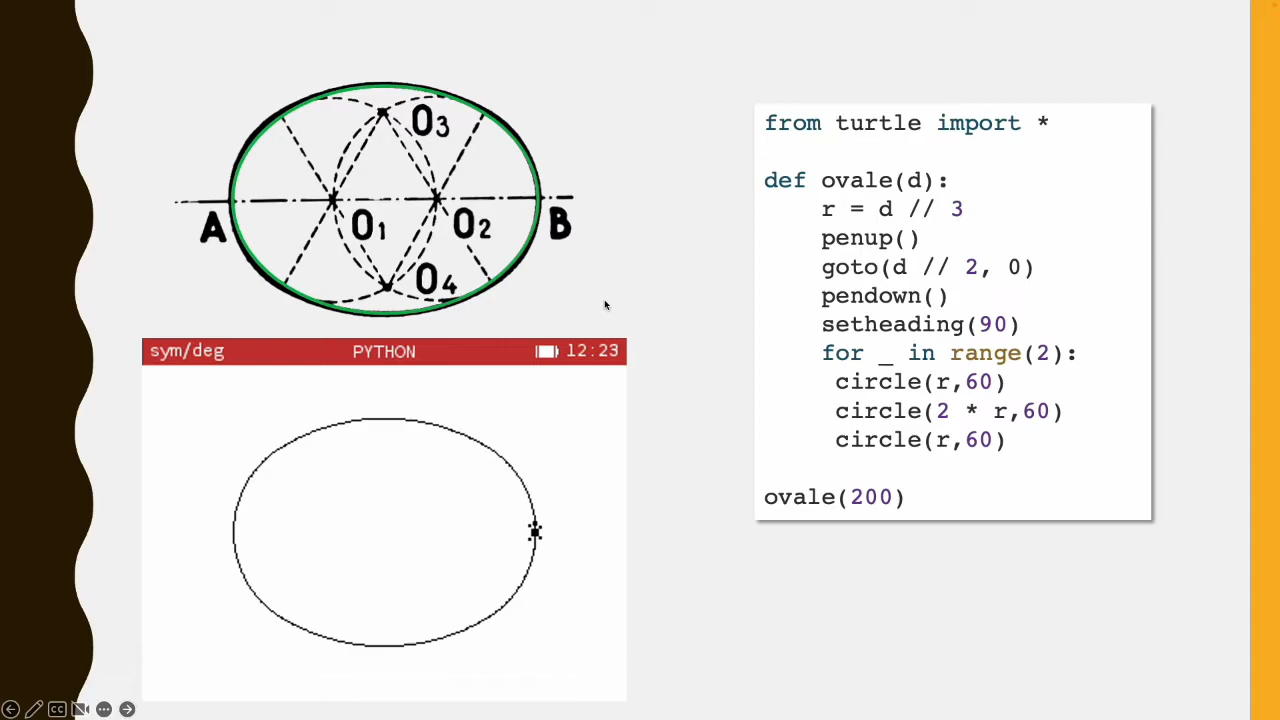 O3
A O1 O2 B
O4
sym/deg PYTHON 12:23
from turtle import *
def ovale(d):
    r = d // 3
    penup()
    goto(d // 2, 0)
    pendown()
    setheading(90)
    for _ in range(2):
     circle(r,60)
     circle(2 * r,60)
     circle(r,60)
ovale(200)
CC